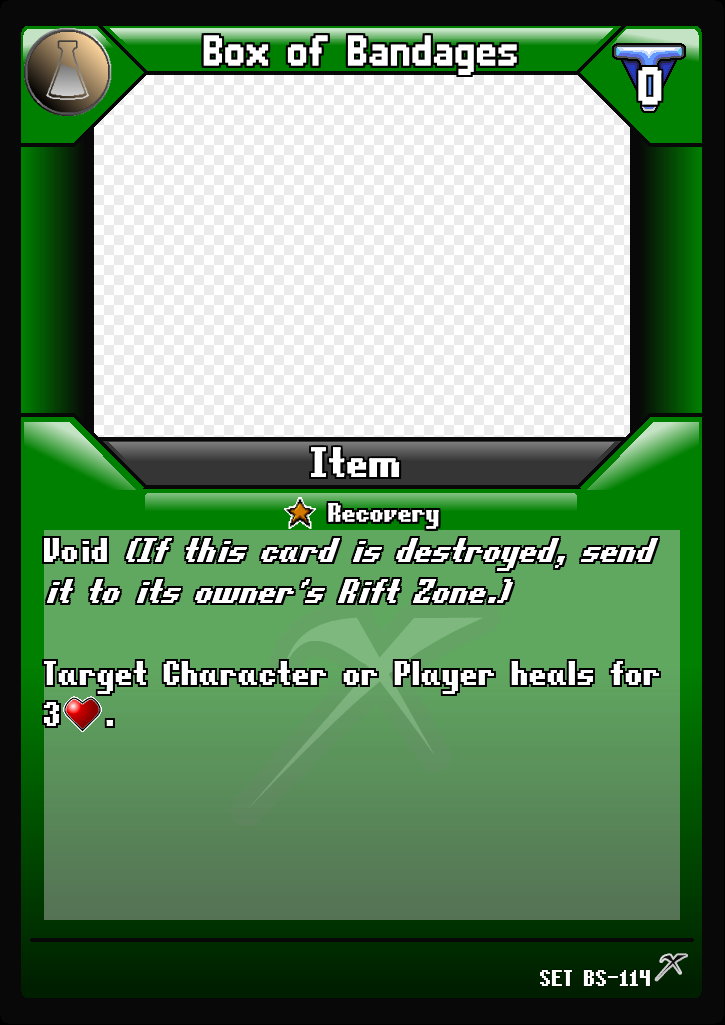 Box of Bandages
0
Item
Recovery
Void (If this card is destroyed, send
it to its owner's Rift Zone.)
Target Character or Player heals for
3❤.
SET BS-114